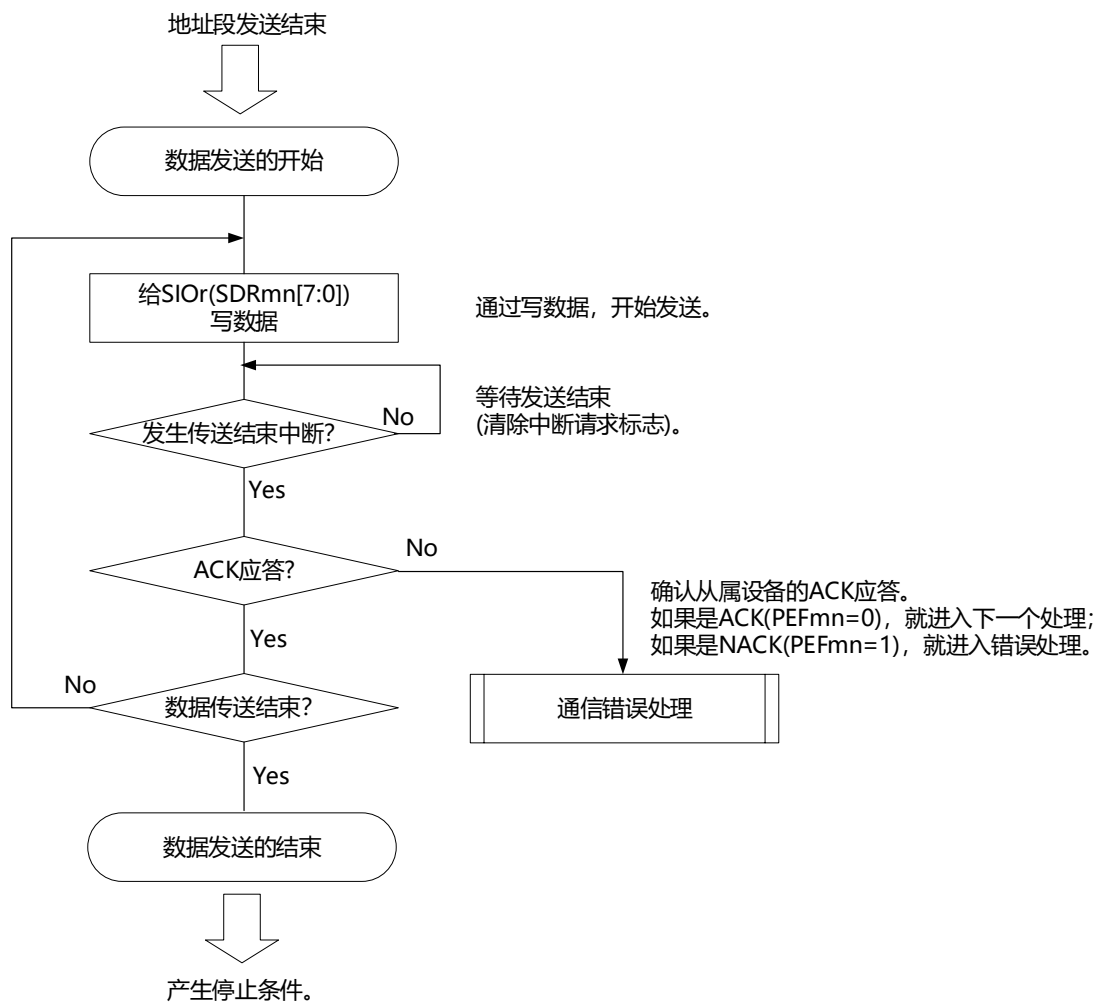 地址段发送结束
数据发送的开始
给SIOr(SDRmn[7:0])
写数据
通过写数据，开始发送。
等待发送结束
(清除中断请求标志)。
No
发生传送结束中断？
Yes
No
ACK应答？
确认从属设备的ACK应答。
如果是ACK(PEFmn=0)，就进入下一个处理；
如果是NACK(PEFmn=1)，就进入错误处理。
Yes
No
数据传送结束？
通信错误处理
Yes
数据发送的结束
产生停止条件。